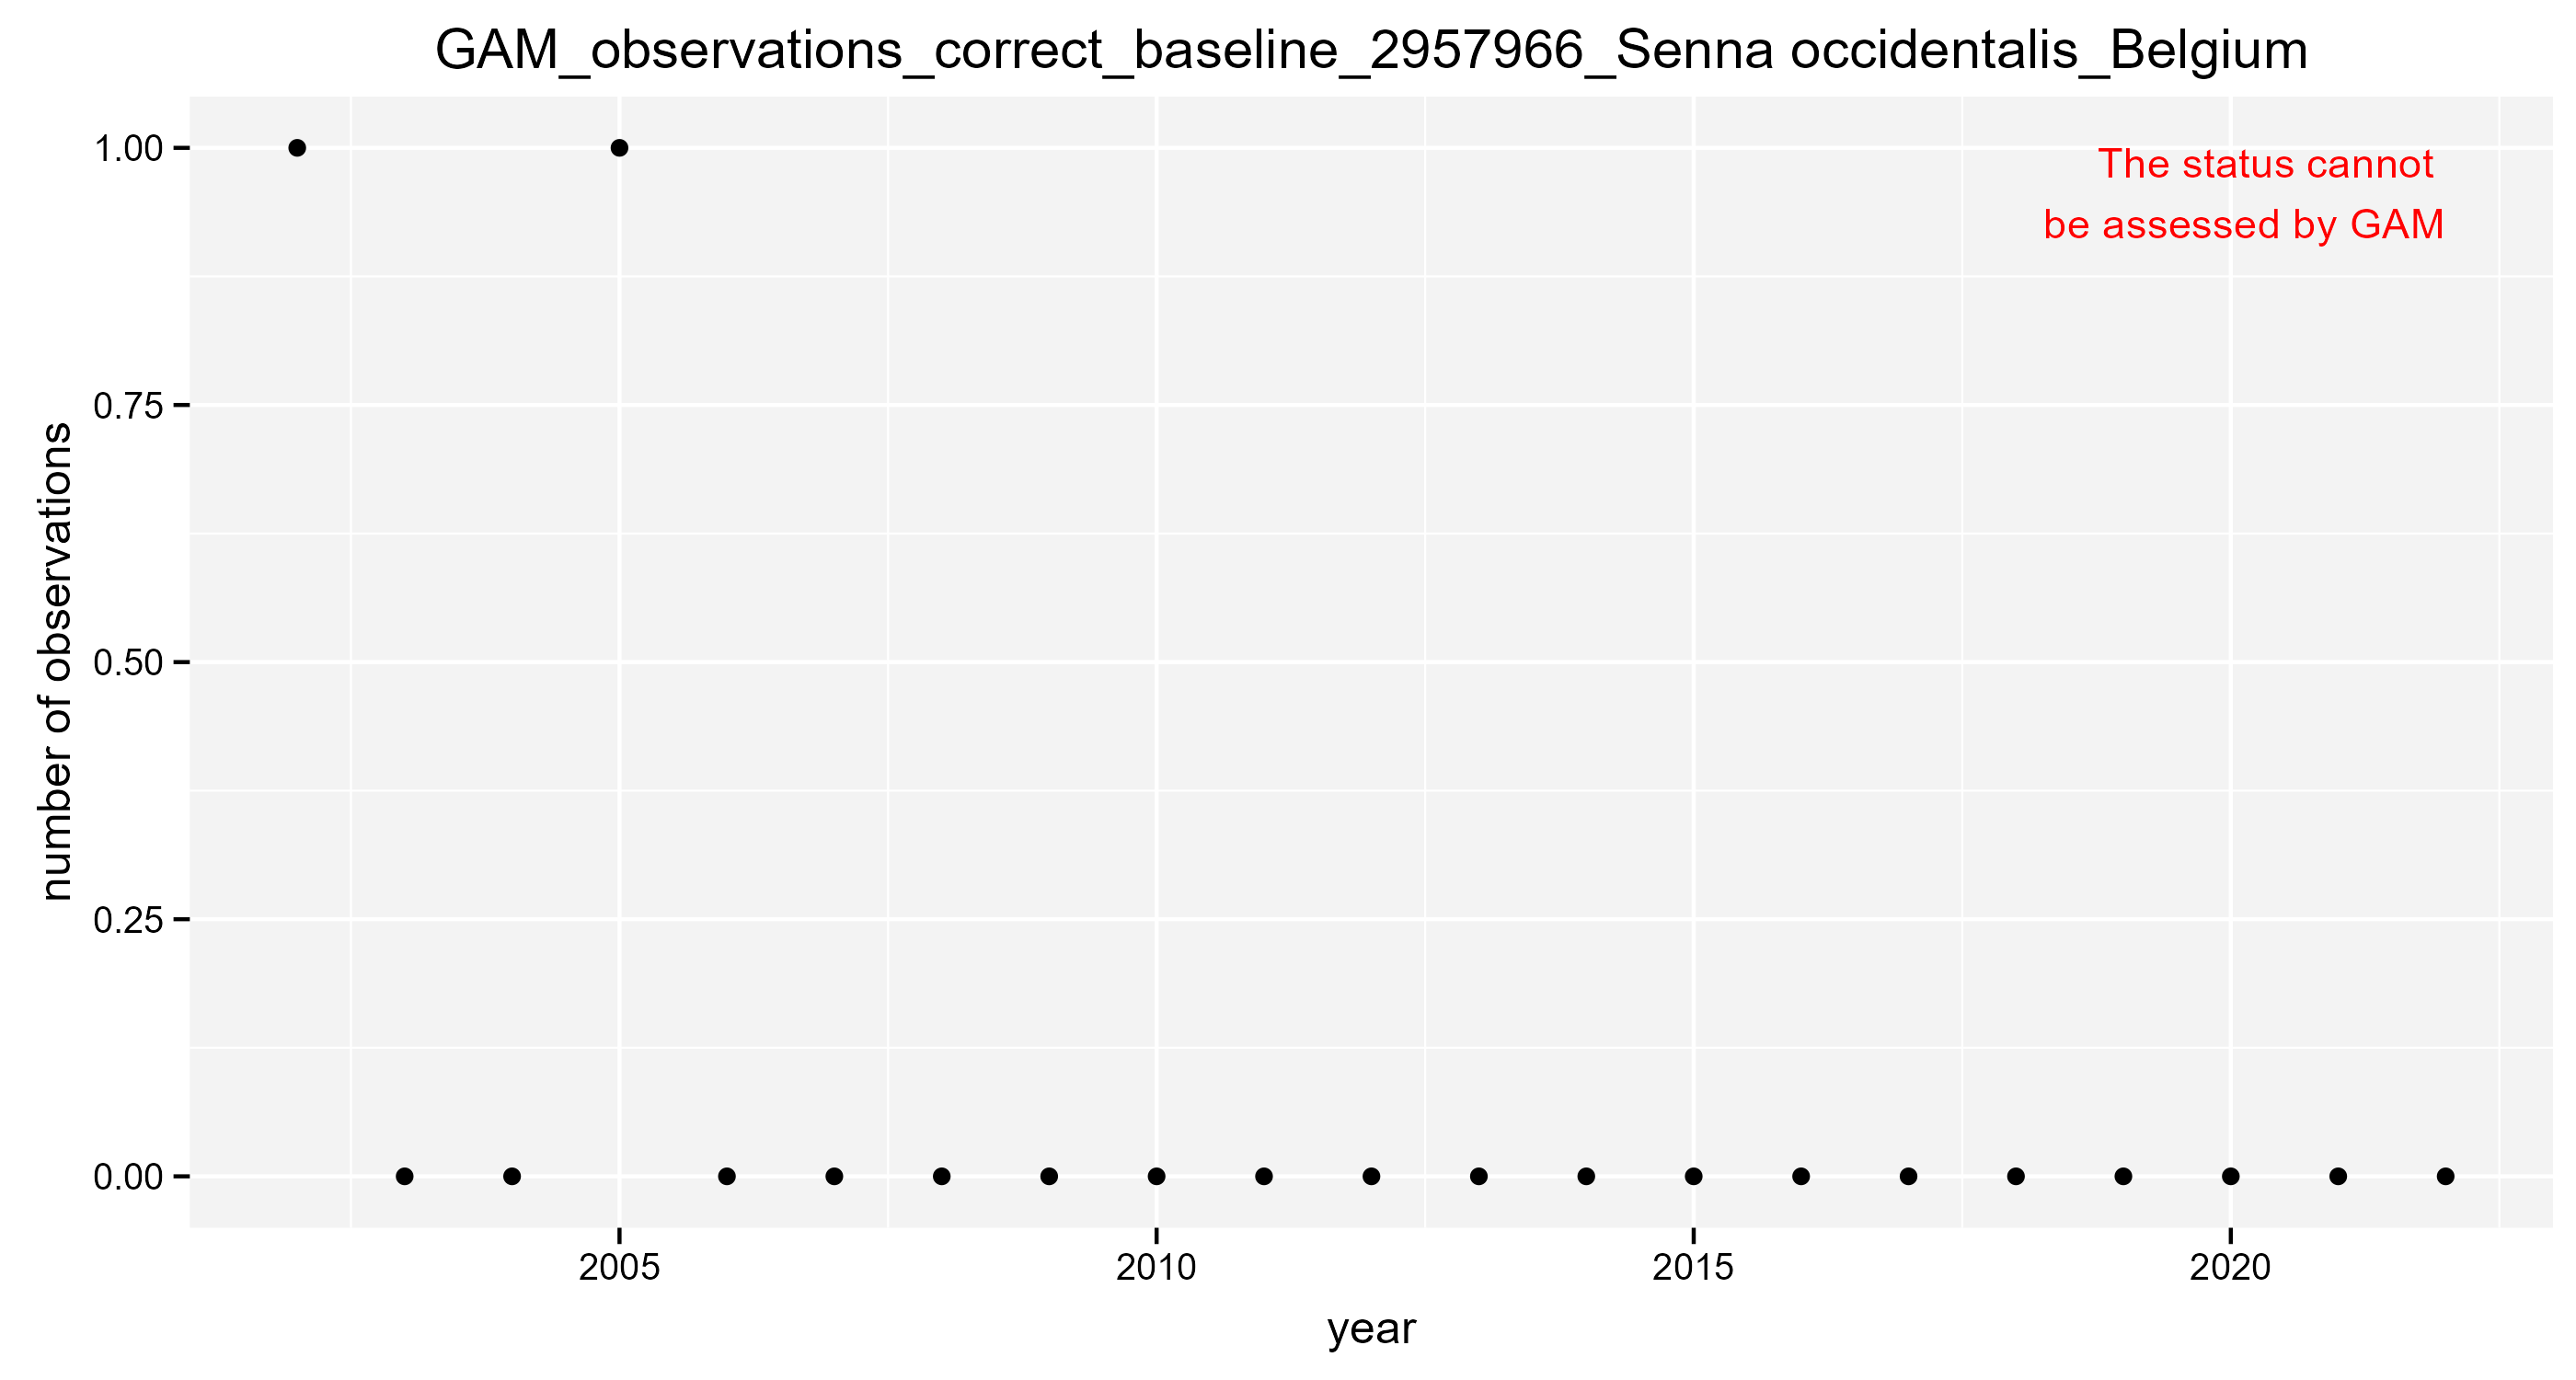 GAM_observations_correct_baseline_2957966_Senna occidentalis_Belgium
The status cannot
be assessed by GAM
number of observations
1.00
0.75
0.50
0.25
0.00
2005
2010
2015
2020
year